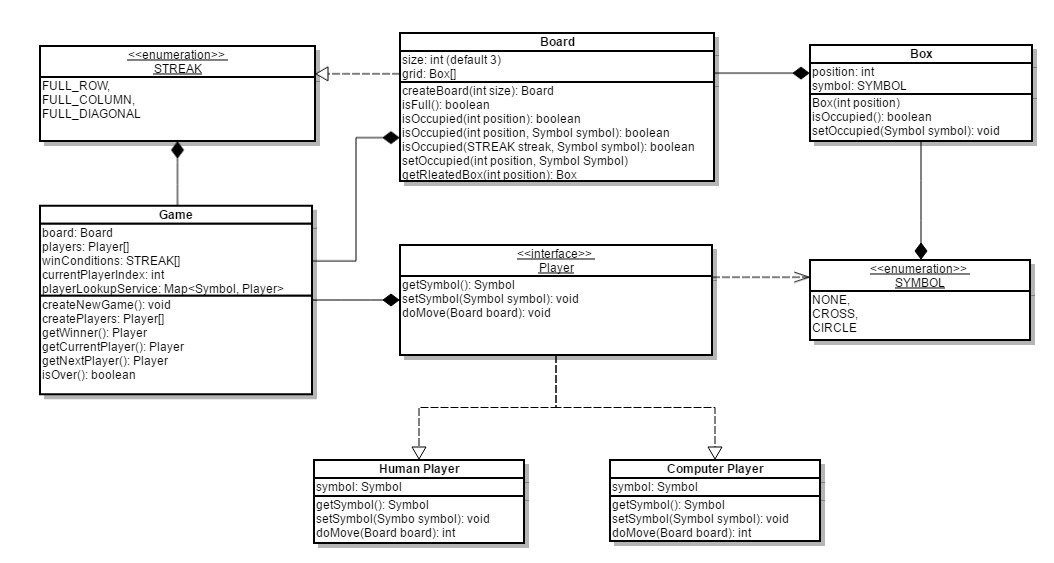 <<enumeration>>
STREAK
FULL_ROW,
FULL_COLUMN,
FULL_DIAGONAL
Board
size: int (default 3)
grid: Box[]
createBoard(int size): Board
isFull(): boolean
isOccupied(int position): boolean
isOccupied(int position, Symbol symbol): boolean
isOccupied(STREAK streak, Symbol symbol): boolean
setOccupied(int position, Symbol Symbol)
getRleatedBox(int position): Box
Box
position: int
symbol: SYMBOL
Box(int position)
isOccupied(): boolean
setOccupied(Symbol symbol): void
Game
board: Board
players: Player[]
winConditions: STREAK[]
currentPlayerIndex: int
playerLookupService: Map<Symbol, Player>
createNewGame(): void
createPlayers: Player[]
getWinner(): Player
getCurrentPlayer(): Player
getNextPlayer(): Player
isOver(): boolean
<<interface>>
Player
getSymbol(): Symbol
setSymbol(Symbol symbol): void
doMove(Board board): void
<<enumeration>>
SYMBOL
NONE,
CROSS,
CIRCLE
Human Player
symbol: Symbol
getSymbol(): Symbol
setSymbol(Symbo symbol): void
doMove(Board board): int
Computer Player
symbol: Symbol
getSymbol(): Symbol
setSymbol(Symbol symbol): void
doMove(Board board): int